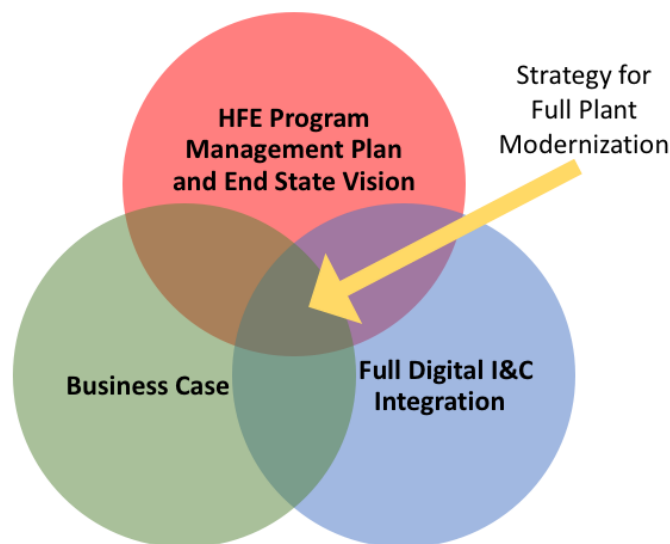 Strategy for
Full Plant
Modernization
HFE Program
Management Plan
and End State Vision
Business Case
Full Digital I&C
Integration